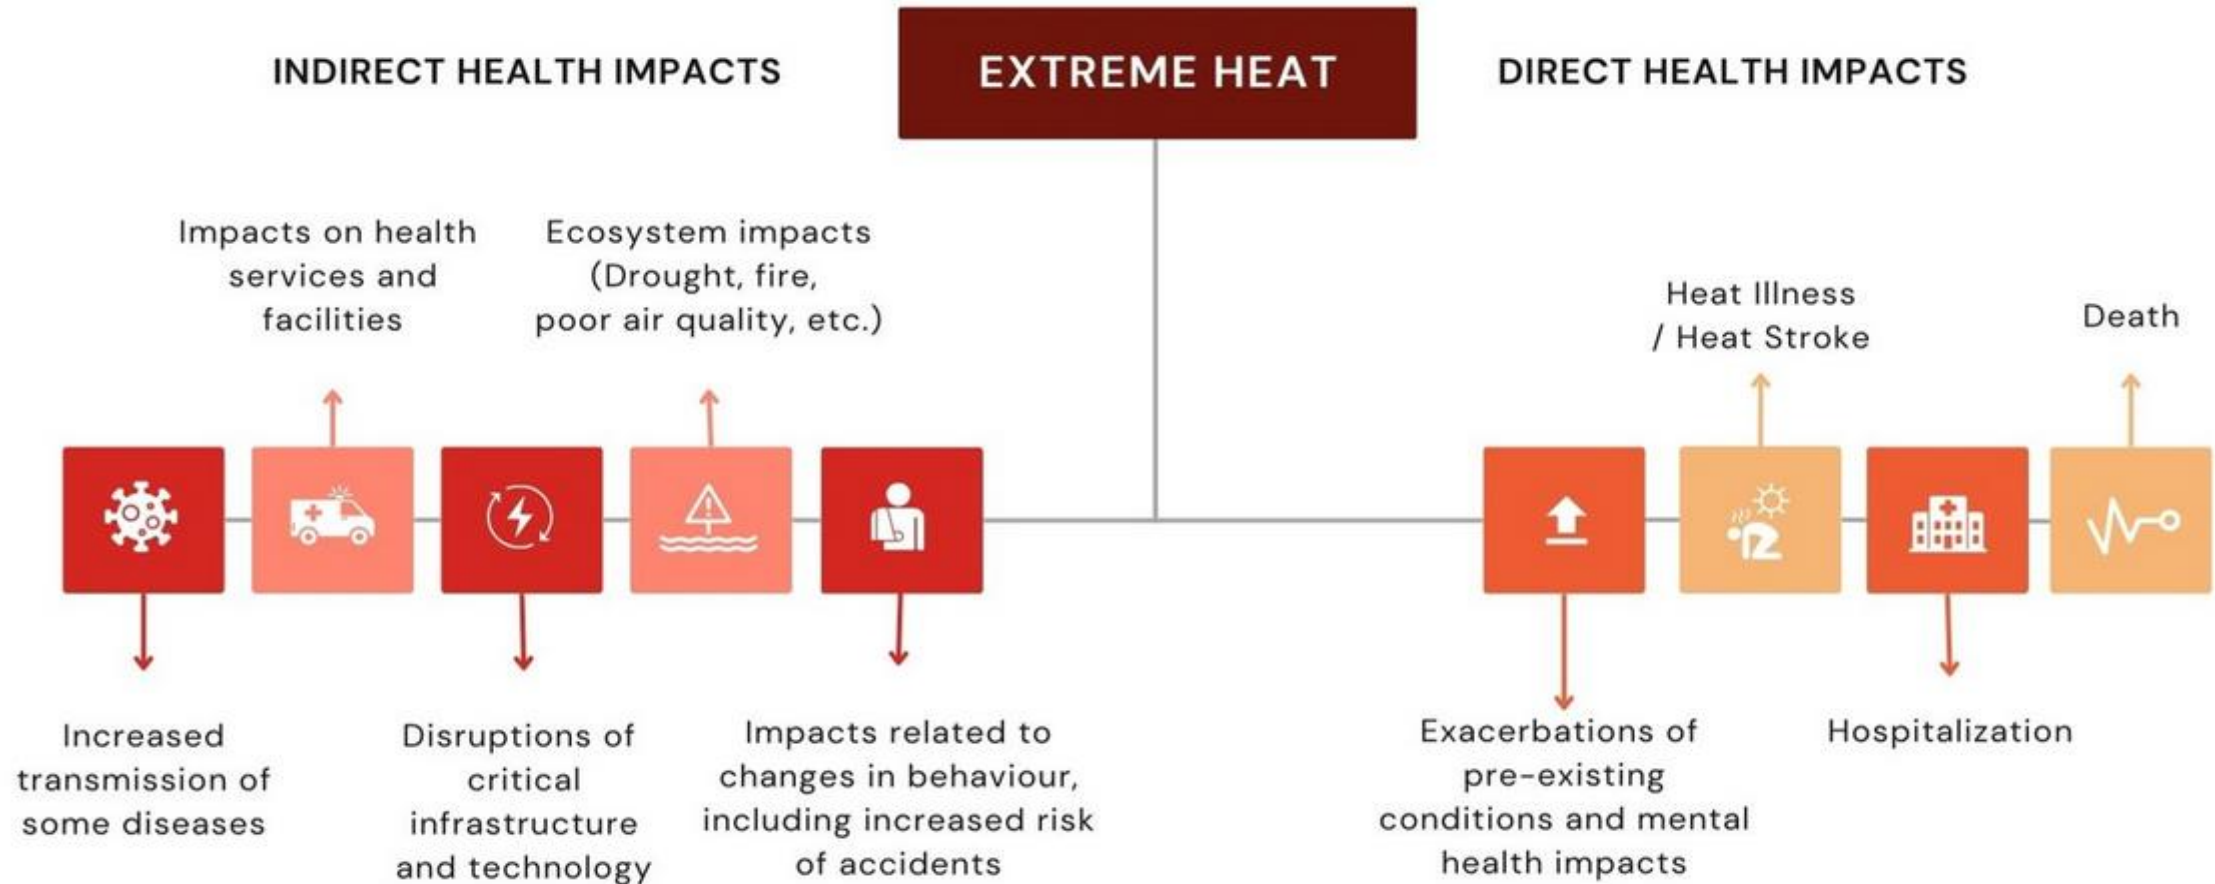 INDIRECT HEALTH IMPACTS
EXTREME HEAT
DIRECT HEALTH IMPACTS
Impacts on health
services and
facilities
Ecosystem impacts
(Drought, fire,
poor air quality, etc.)
Heat Illness
/ Heat Stroke
Death
Increased
transmission of
some diseases
Disruptions of
critical
infrastructure
and technology
Impacts related to
changes in behaviour,
including increased risk
of accidents
Exacerbations of
pre-existing
conditions and mental
health impacts
Hospitalization